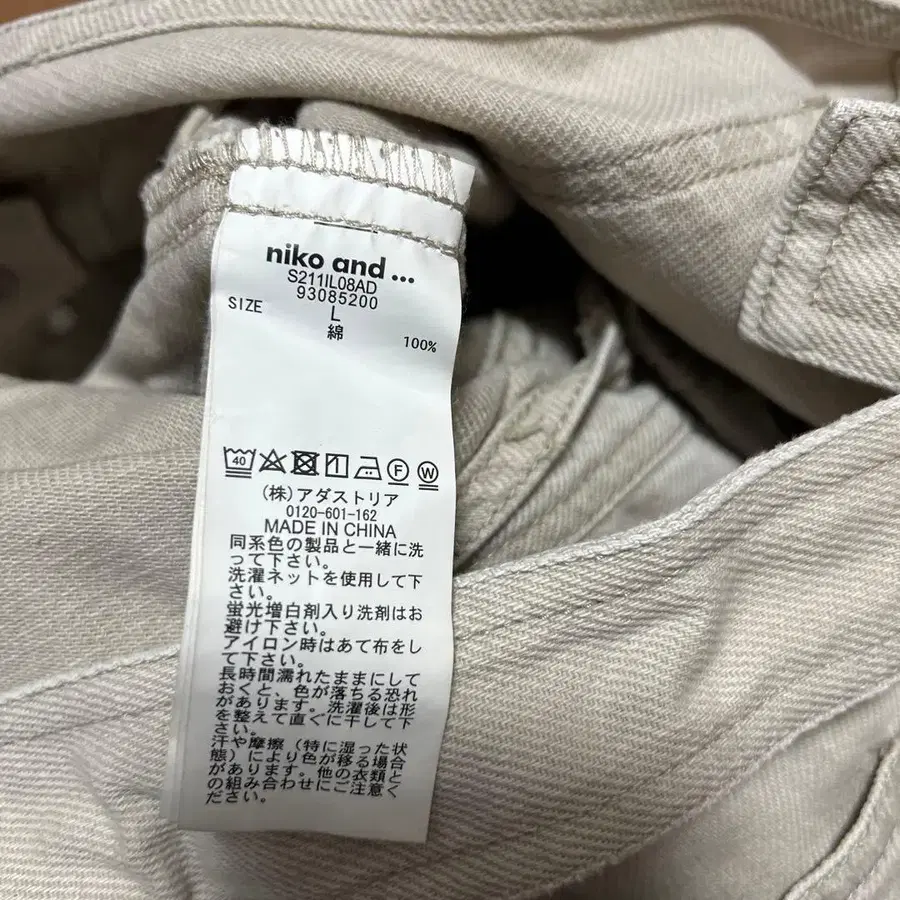 niko and ...
S211IL08AD
93085200
SIZE L
綿 100%
40
F W
(株)アダストリア
0120-601-162
MADE IN CHINA
同系色の製品と一緒に洗
って下さい。
洗濯ネットを使用して下
さい。
蛍光増白剤入り洗剤はお
避け下さい。
アイロン時はあて布をし
て下さい。
長時間濡れたままにして
おくと、色が落ちる恐れ
があります。洗濯後は形
を整えて直ぐに干して下
さい。
汗や摩擦(特に湿った状
態)により色が移る場合
があります。他の衣類と
の組み合わせにご注意く
ださい。